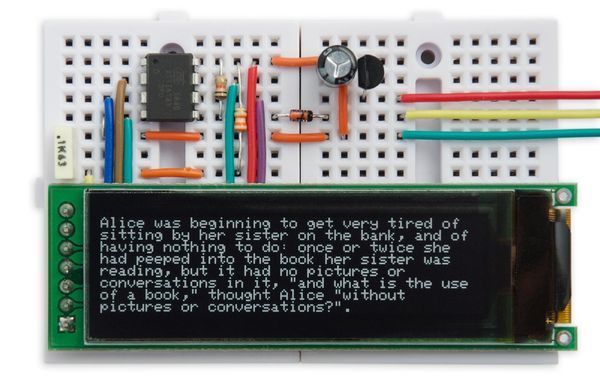 .1K63
Alice was beginning to get very tired of
sitting by her sister on the bank, and of
having nothing to do: once or twice she
had peeped into the book her sister was
reading, but it had no pictures or
conversations in it, "and what is the use
of a book," thought Alice "without
pictures or conversations?".